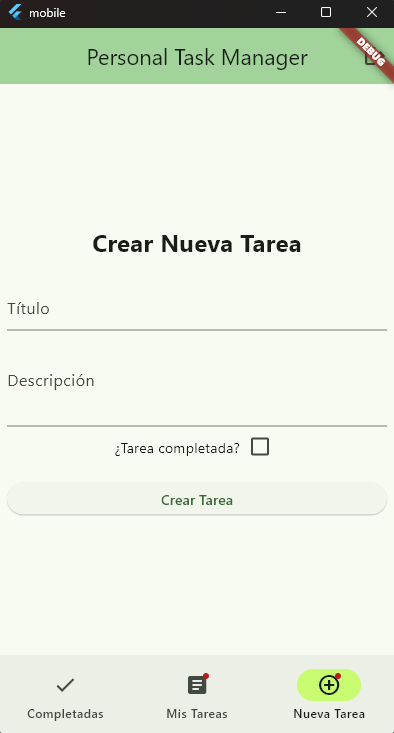 mobile
Personal Task Manager
DEBUG
Crear Nueva Tarea
Título
Descripción
¿Tarea completada?
Crear Tarea
Completadas
Mis Tareas
Nueva Tarea